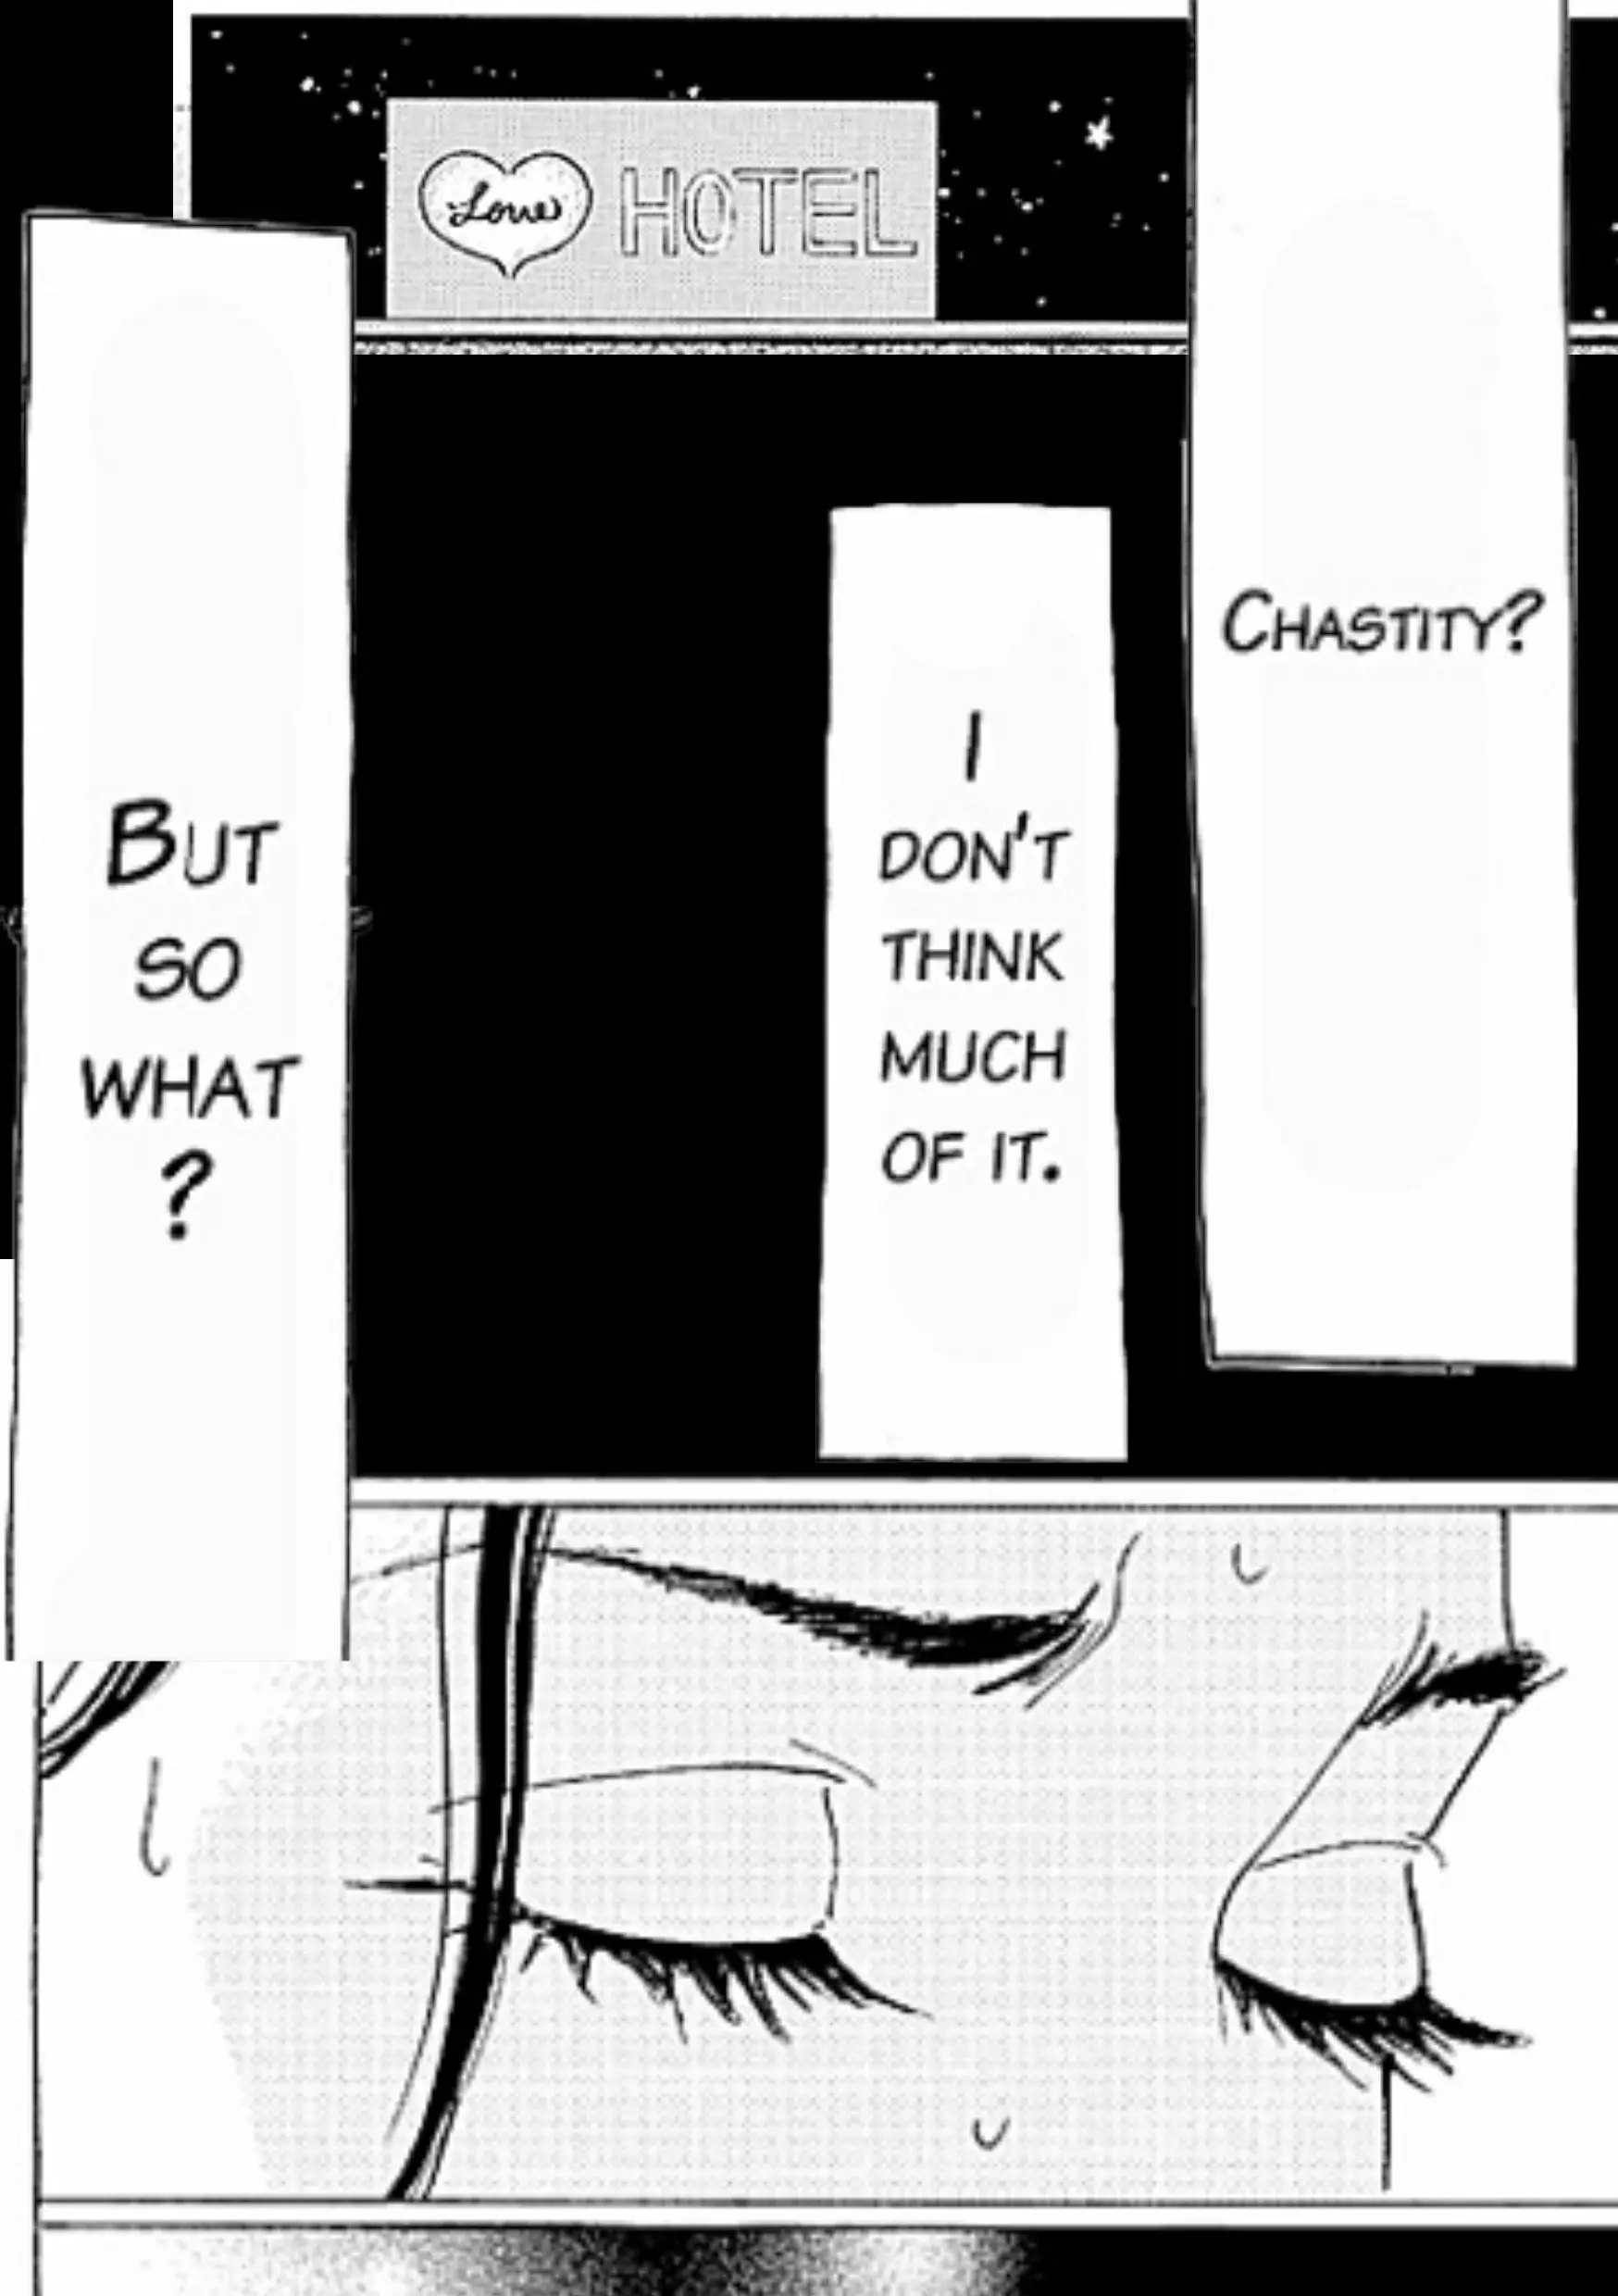 Love HOTEL
CHASTITY?
I
DON'T
THINK
MUCH
OF IT.
BUT
SO
WHAT
?